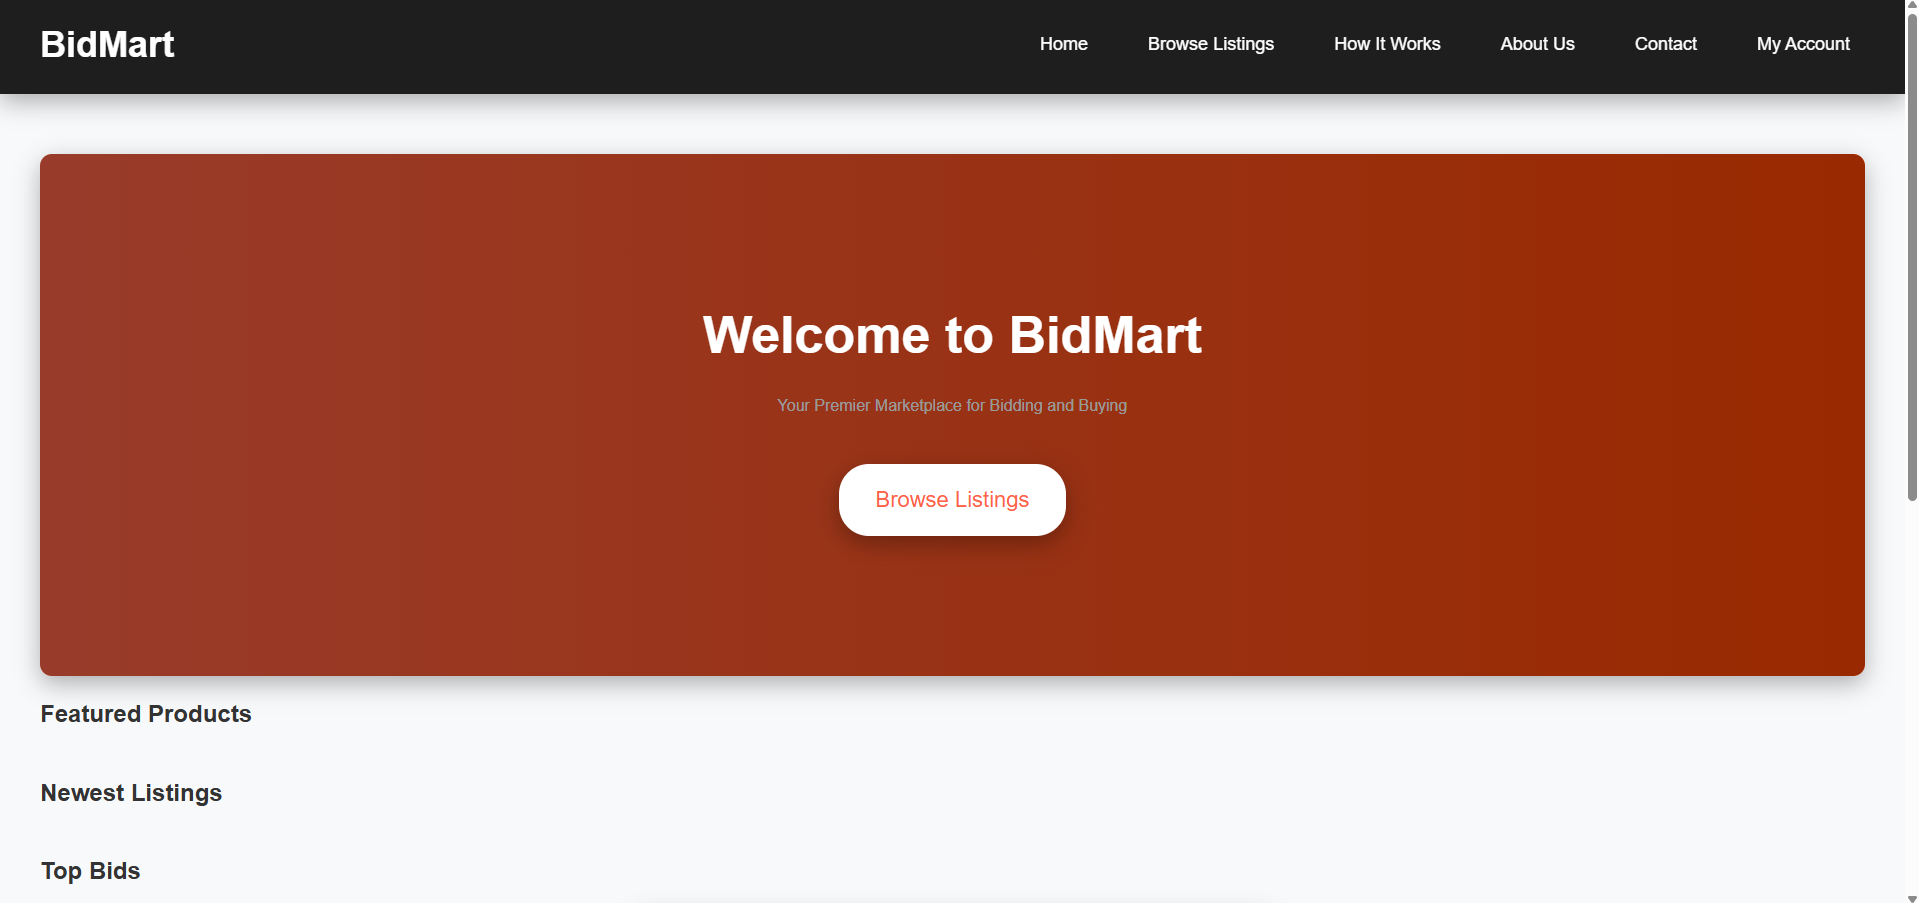 BidMart
Home Browse Listings How It Works About Us Contact My Account
Welcome to BidMart
Your Premier Marketplace for Bidding and Buying
Browse Listings
Featured Products
Newest Listings
Top Bids